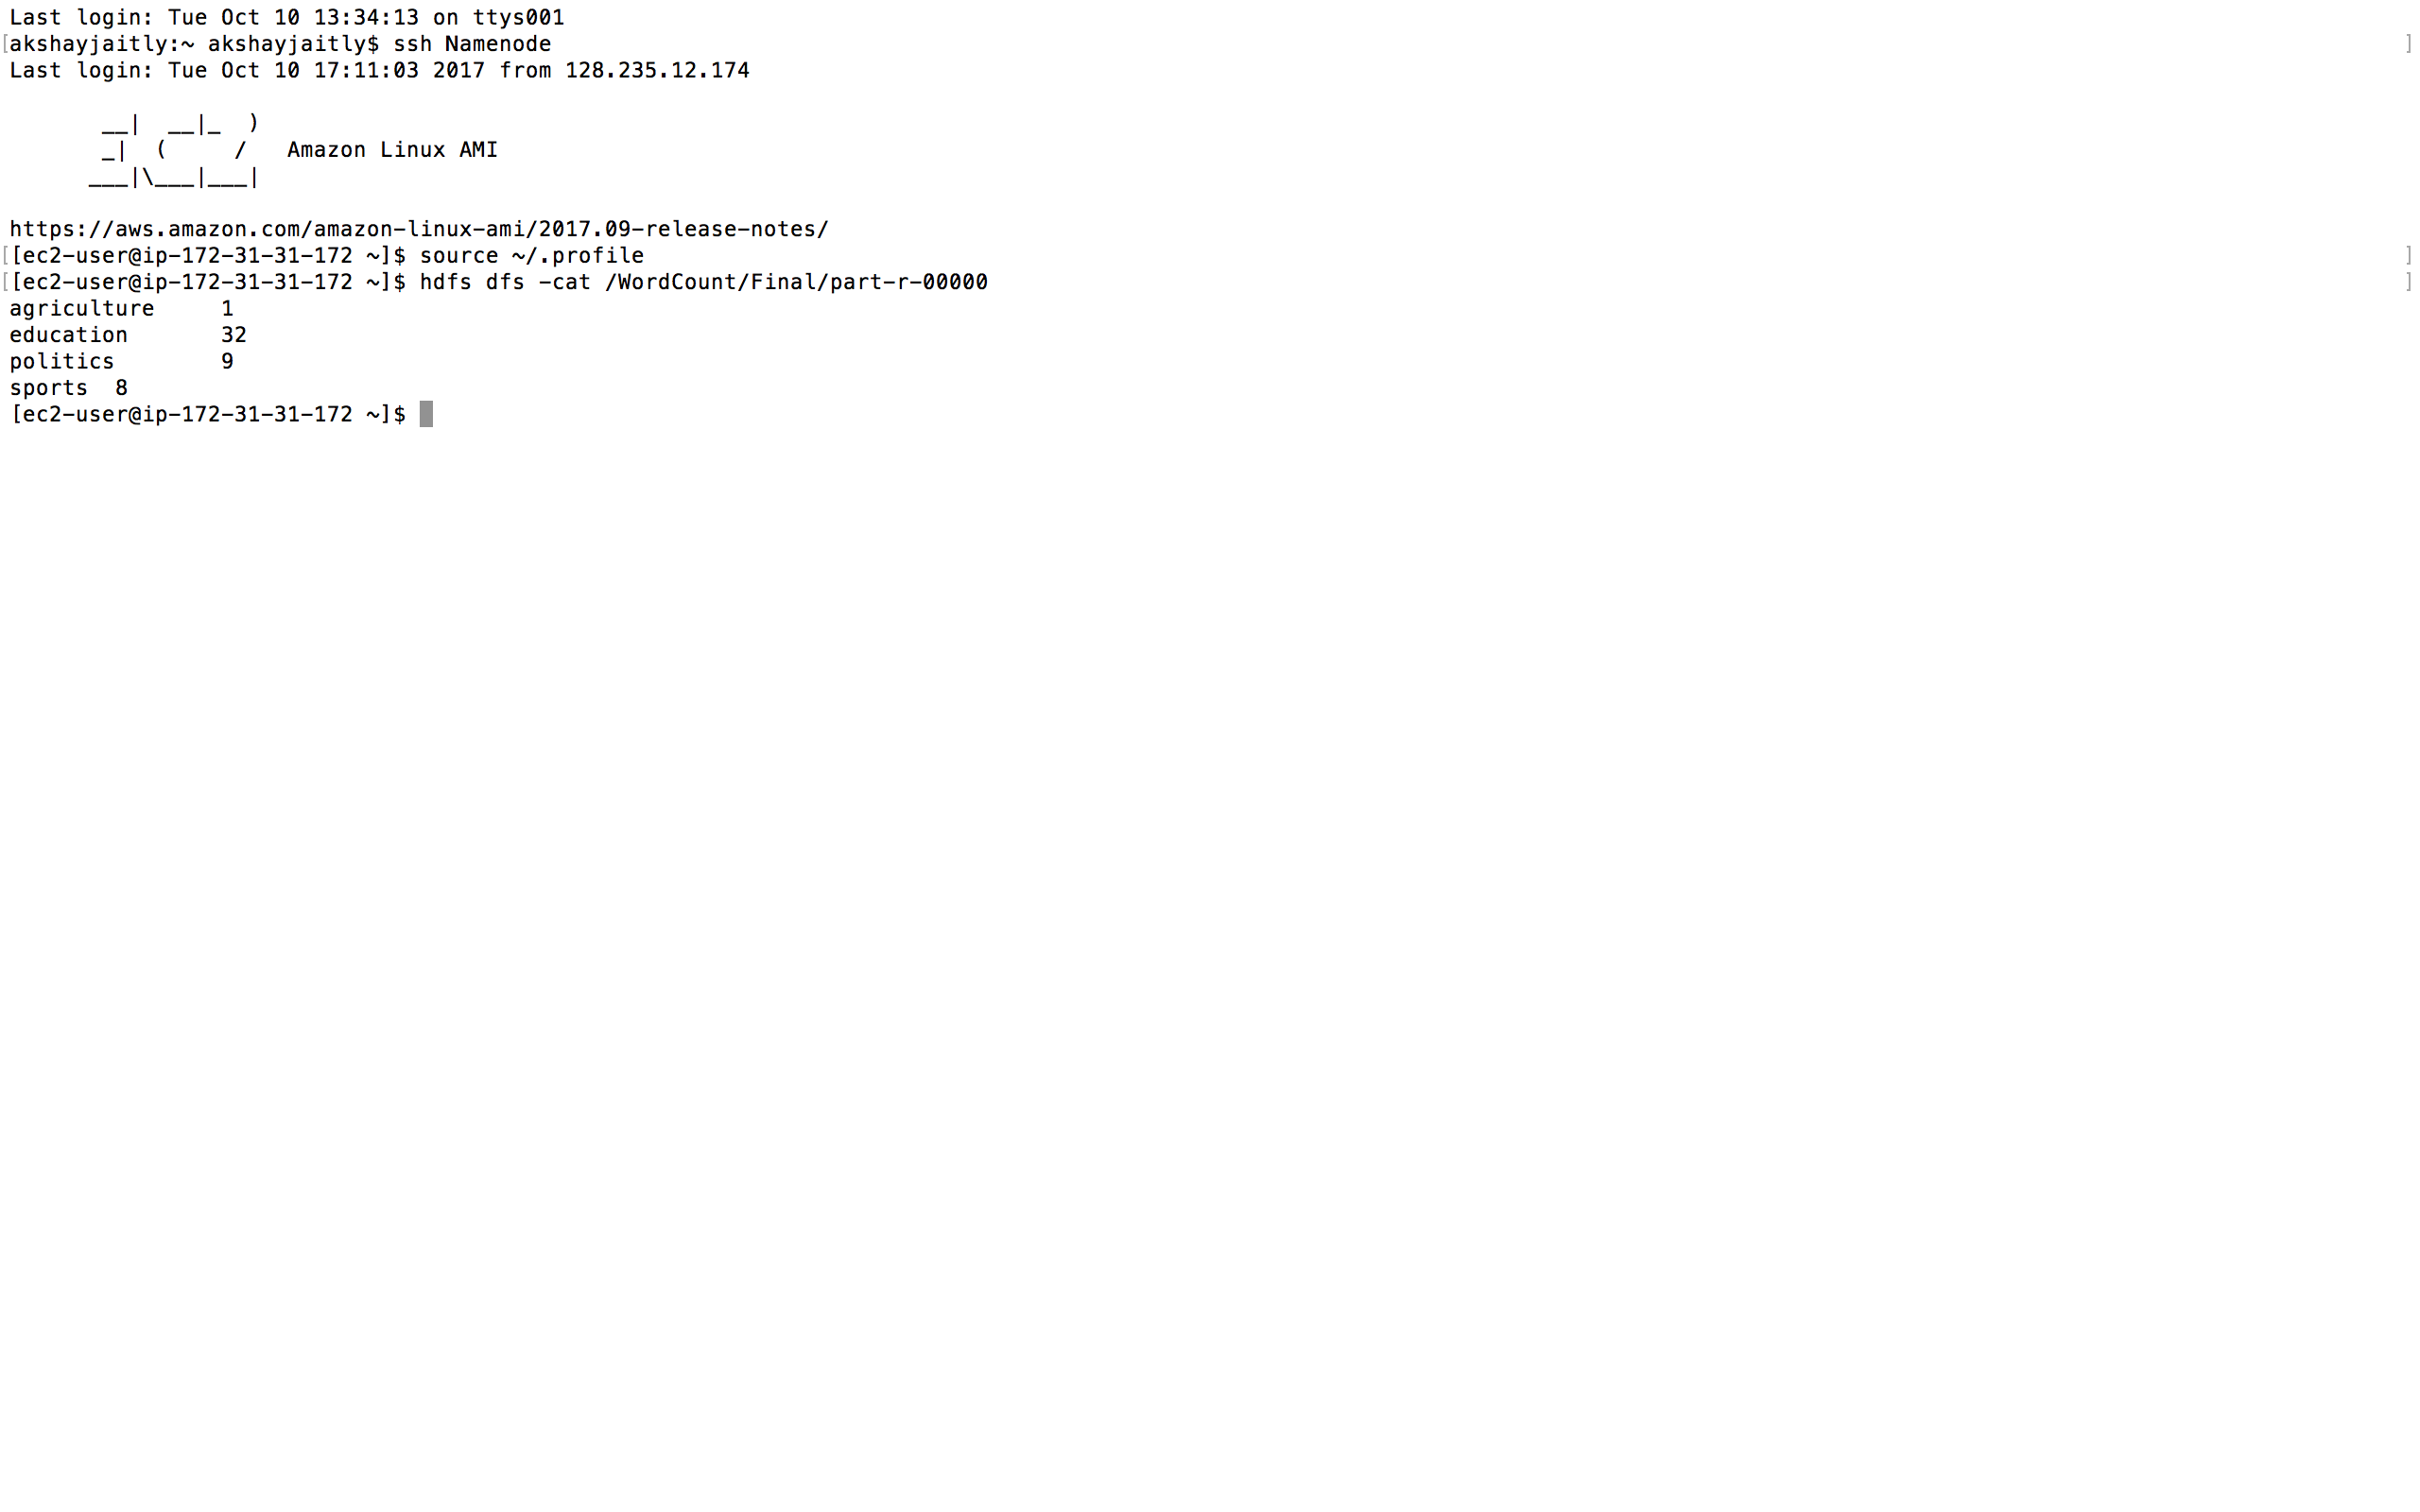 Last login: Tue Oct 10 13:34:13 on ttys001
[akshayjaitly:~ akshayjaitly$ ssh Namenode ]
Last login: Tue Oct 10 17:11:03 2017 from 128.235.12.174

       __|  __|_  )
       _|  (     /   Amazon Linux AMI
      ___|\___|___|

https://aws.amazon.com/amazon-linux-ami/2017.09-release-notes/
[[ec2-user@ip-172-31-31-172 ~]$ source ~/.profile ]
[[ec2-user@ip-172-31-31-172 ~]$ hdfs dfs -cat /WordCount/Final/part-r-00000 ]
agriculture     1
education       32
politics        9
sports  8
[ec2-user@ip-172-31-31-172 ~]$